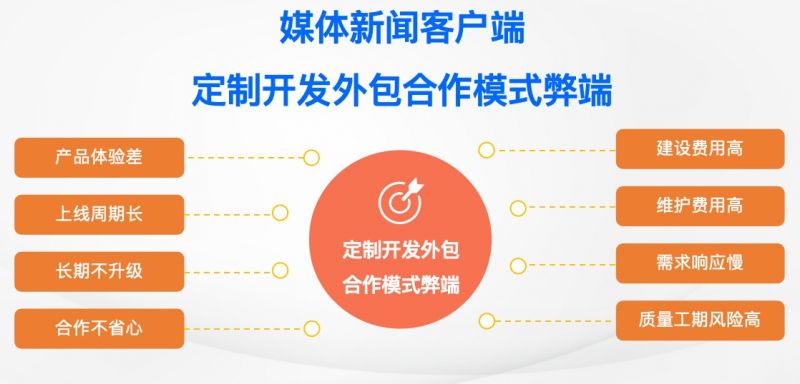 媒体新闻客户端
定制开发外包合作模式弊端
产品体验差
上线周期长
长期不升级
合作不省心
定制开发外包
合作模式弊端
建设费用高
维护费用高
需求响应慢
质量工期风险高